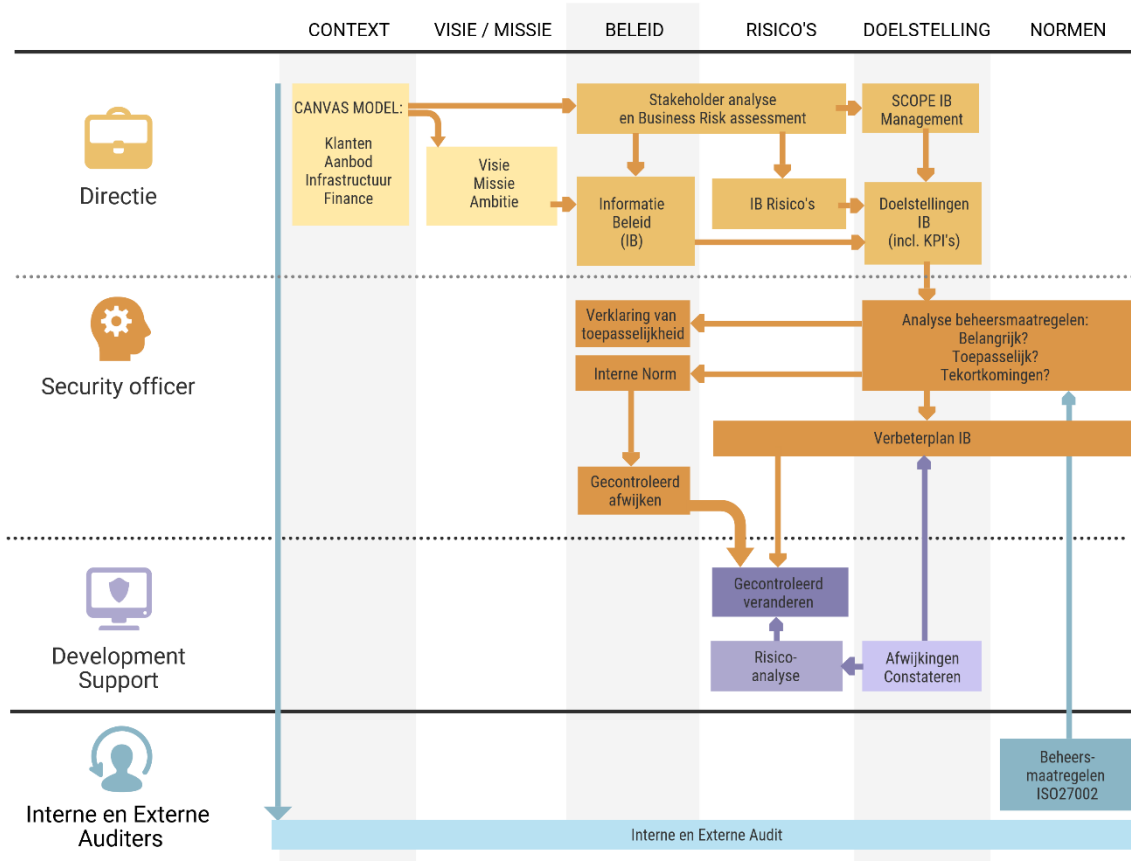 CONTEXT
VISIE / MISSIE
BELEID
RISICO'S
DOELSTELLING
NORMEN
Directie
CANVAS MODEL:
Klanten
Aanbod
Infrastructuur
Finance
Visie
Missie
Ambitie
Stakeholder analyse
en Business Risk assessment
SCOPE IB
Management
Informatie
Beleid
(IB)
IB Risico's
Doelstellingen
IB
(incl. KPI's)
Security officer
Verklaring van
toepasselijkheid
Interne Norm
Analyse beheersmaatregelen:
Belangrijk?
Toepasselijk?
Tekortkomingen?
Verbeterplan IB
Gecontroleerd
afwijken
Development
Support
Gecontroleerd
veranderen
Risico-
analyse
Afwijkingen
Constateren
Interne en Externe
Auditers
Beheers-
maatregelen
ISO27002
Interne en Externe Audit